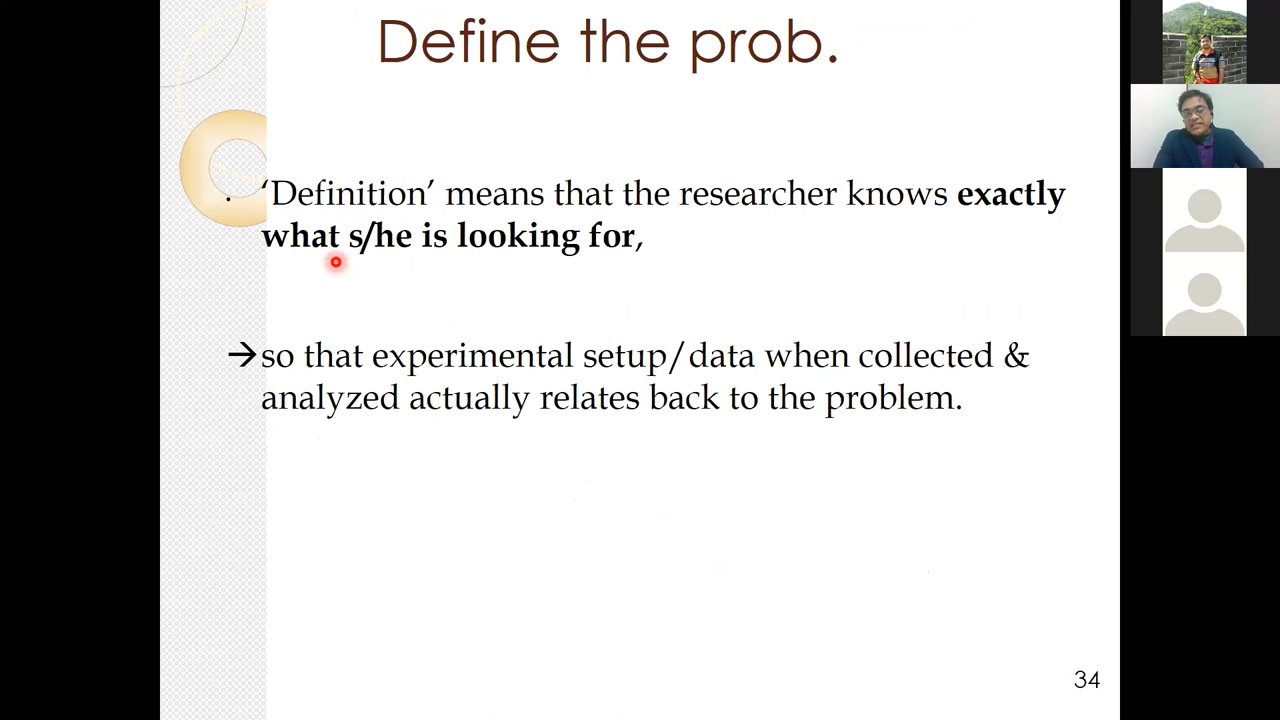 Define the prob.
‘Definition’ means that the researcher knows exactly
what s/he is looking for,
→so that experimental setup/data when collected &
analyzed actually relates back to the problem.
34